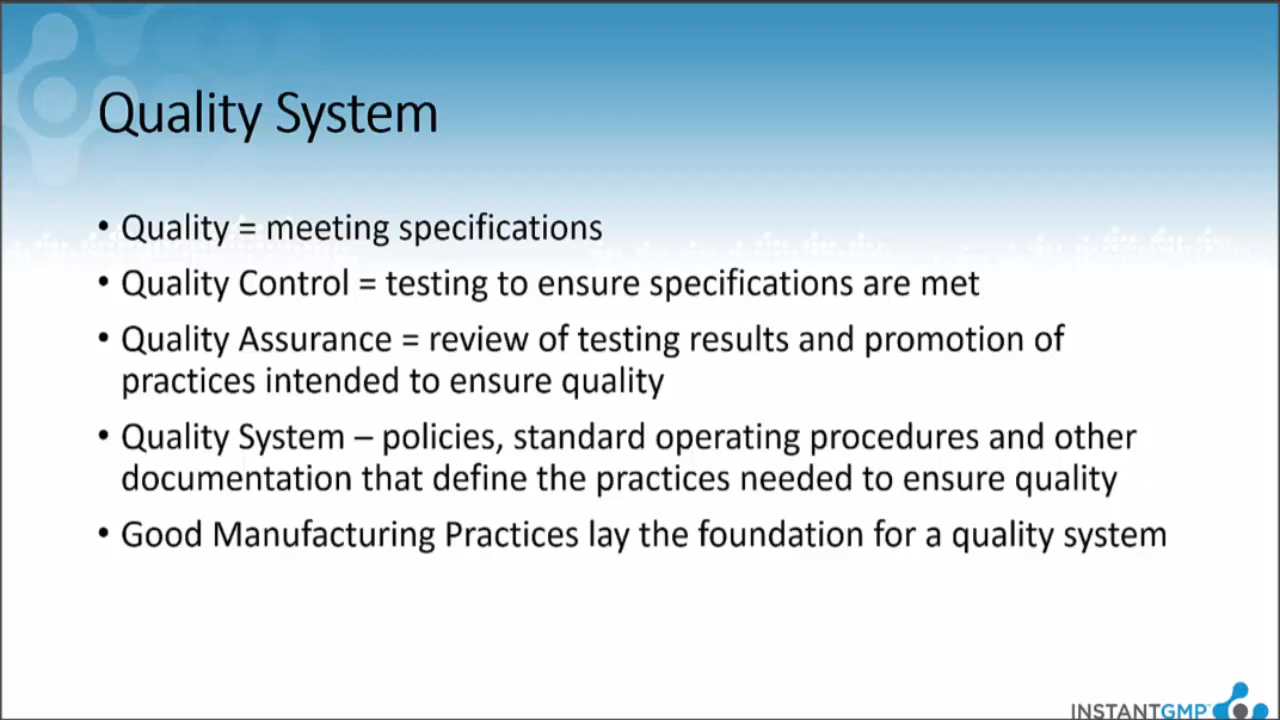 Quality System
• Quality = meeting specifications
• Quality Control = testing to ensure specifications are met
• Quality Assurance = review of testing results and promotion of
practices intended to ensure quality
• Quality System – policies, standard operating procedures and other
documentation that define the practices needed to ensure quality
• Good Manufacturing Practices lay the foundation for a quality system
INSTANTGMP